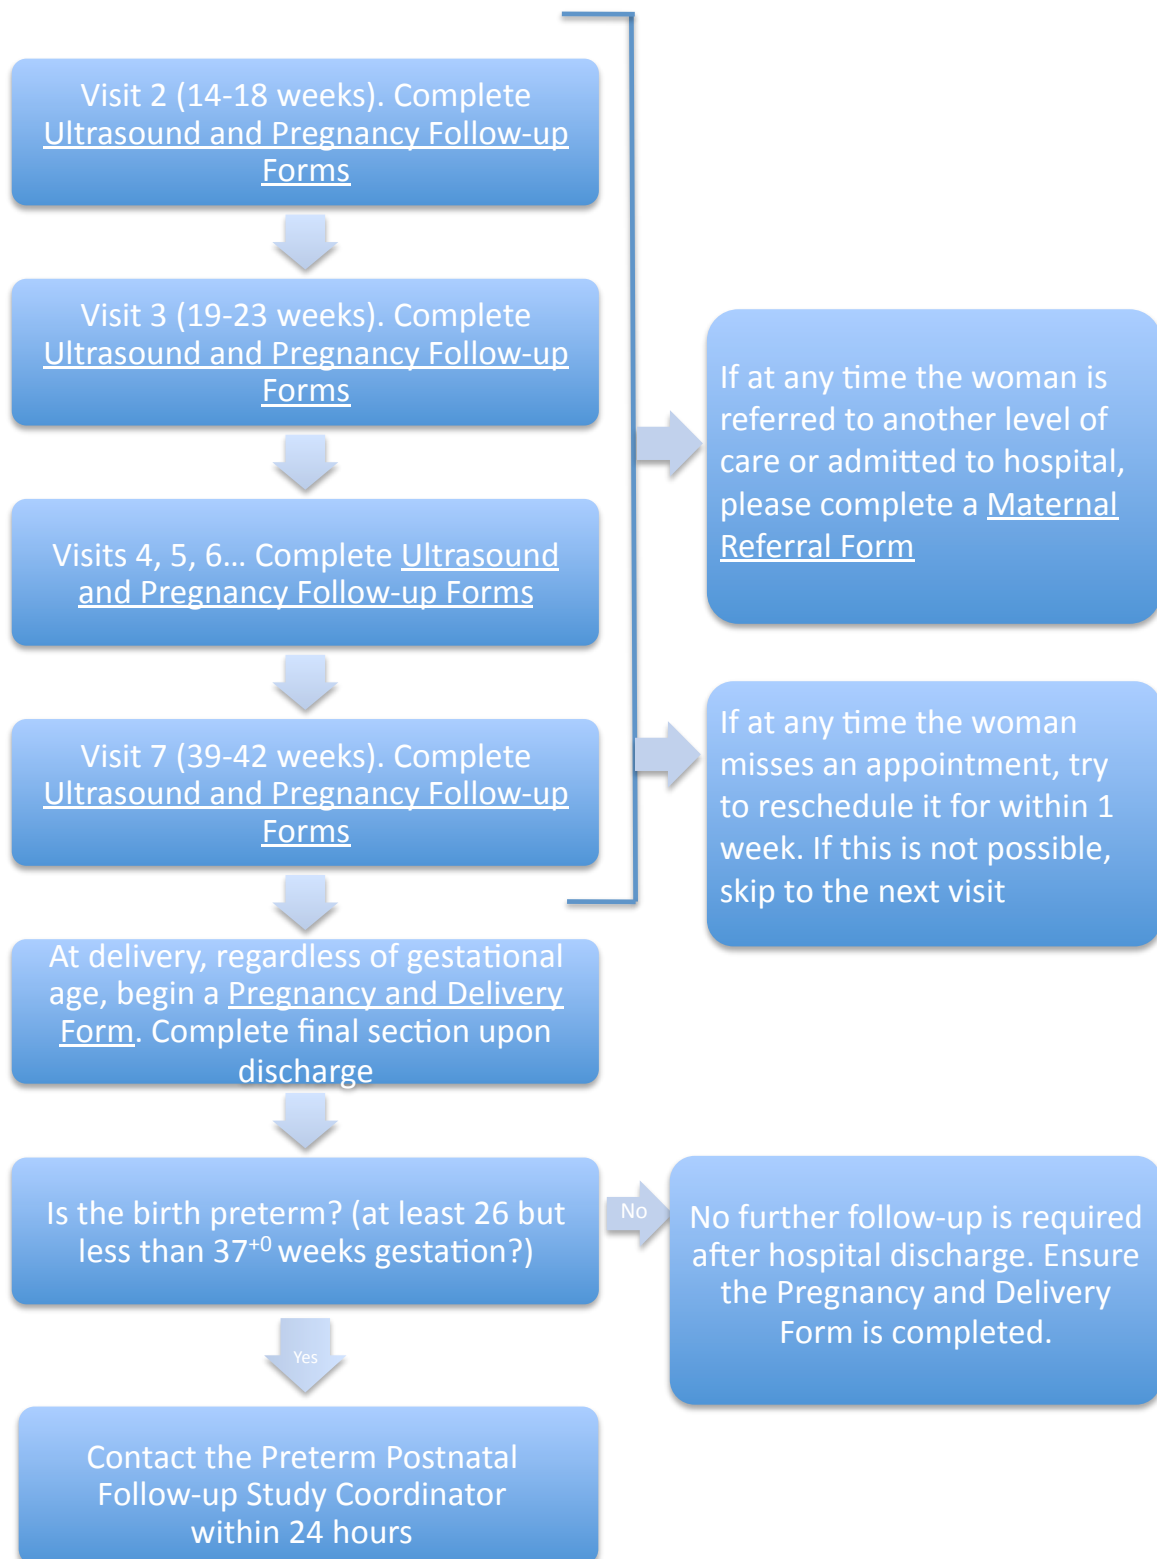 Visit 2 (14-18 weeks). Complete
Ultrasound and Pregnancy Follow-up
Forms
Visit 3 (19-23 weeks). Complete
Ultrasound and Pregnancy Follow-up
Forms
Visits 4, 5, 6… Complete Ultrasound
and Pregnancy Follow-up Forms
Visit 7 (39-42 weeks). Complete
Ultrasound and Pregnancy Follow-up
Forms
If at any time the woman is
referred to another level of
care or admitted to hospital,
please complete a Maternal
Referral Form
If at any time the woman
misses an appointment, try
to reschedule it for within 1
week. If this is not possible,
skip to the next visit
At delivery, regardless of gestational
age, begin a Pregnancy and Delivery
Form. Complete final section upon
discharge
Is the birth preterm? (at least 26 but
less than 37⁺⁰ weeks gestation?)
No
No further follow-up is required
after hospital discharge. Ensure
the Pregnancy and Delivery
Form is completed.
Yes
Contact the Preterm Postnatal
Follow-up Study Coordinator
within 24 hours